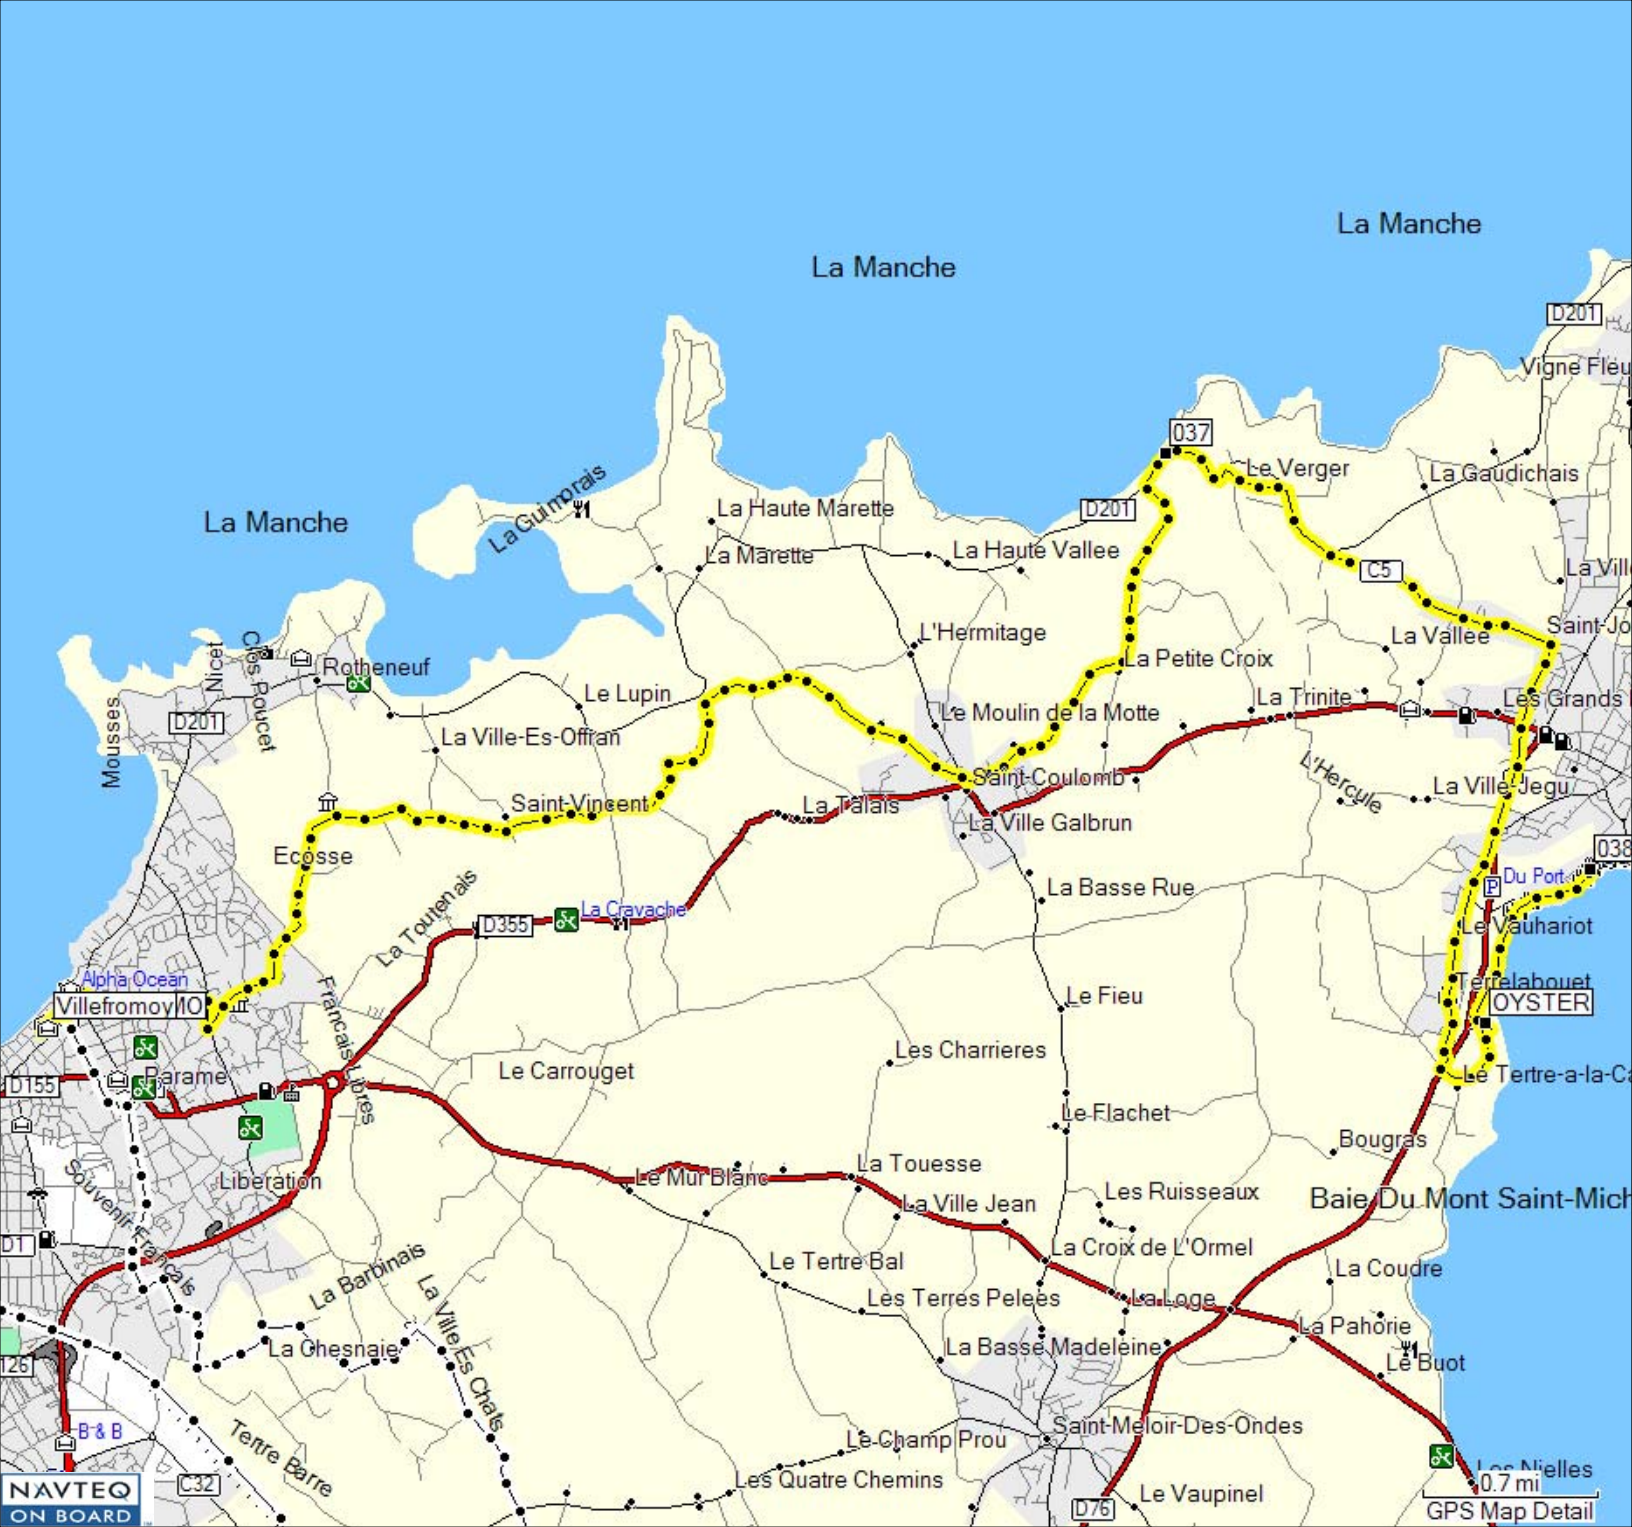 La Manche
La Manche
D201
Vigne Fleu
037
Le Verger
La Gaudichais
La Guimorais
La Haute Marette
D201
La Manche
La Marette
La Haute Vallee
C5
La Vill
L'Hermitage
La Vallee
Saint-Jo
Nicet
Clos Poucet
Rotheneuf
La Petite Croix
Le Lupin
La Trinite
Les Grands
D201
Mousses
Le Moulin de la Motte
La Ville-Es-Offran
L'Hercule
Saint-Coulomb
La Ville-Jegu
Saint-Vincent
La Talais
La Ville Galbrun
038
Ecosse
Du Port
La Toutenais
La Basse Rue
La Cravache
D355
Le Vauhariot
Alpha Ocean
Terrelabouet
Villefromoy
MO
Francais Libres
Le Fieu
OYSTER
Les Charrieres
Parame
Le Carrouget
Le Tertre-a-la-Ca
D155
Le Flachet
Bougras
Liberation
Le Mur Blanc
La Touesse
Souvenir Francais
La Ville Jean
Les Ruisseaux
Baie Du Mont Saint-Mich
D1
La Croix de L'Ormel
La Barbinais
Le Tertre Bal
La Coudre
La Ville Es Chats
Les Terres Pelees
La Loge
La Pahorie
La Chesnaie
La Basse Madeleine
Le Buot
126
B & B
Tertre Barre
Saint-Meloir-Des-Ondes
Le Champ Prou
C32
Les Quatre Chemins
Les Nielles
0.7 mi
D76
Le Vaupinel
GPS Map Detail
NAVTEQ
ON BOARD